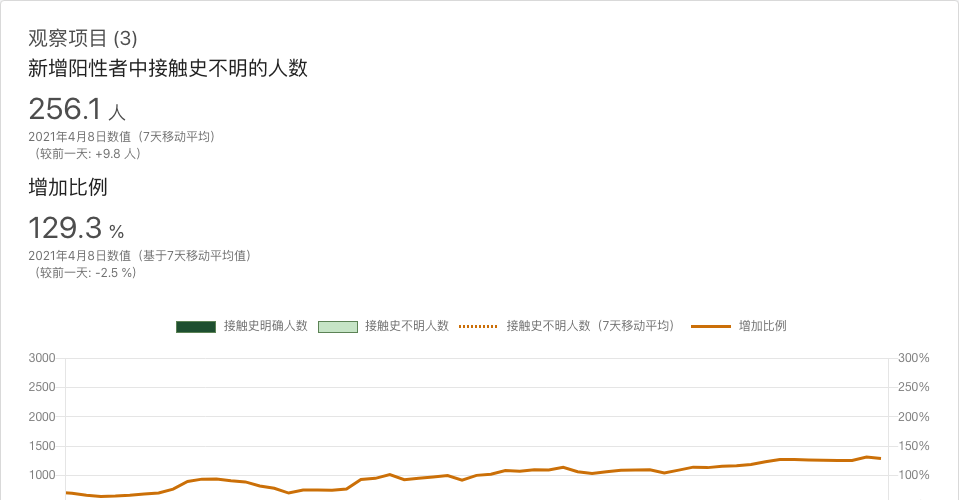 观察项目 (3)
新增阳性者中接触史不明的人数
256.1 人
2021年4月8日数值（7天移动平均）
（较前一天: +9.8 人）
增加比例
129.3 %
2021年4月8日数值（基于7天移动平均值）
（较前一天: -2.5 %）
接触史明确人数 接触史不明人数 接触史不明人数（7天移动平均） 增加比例
3000 300%
2500 250%
2000 200%
1500 150%
1000 100%